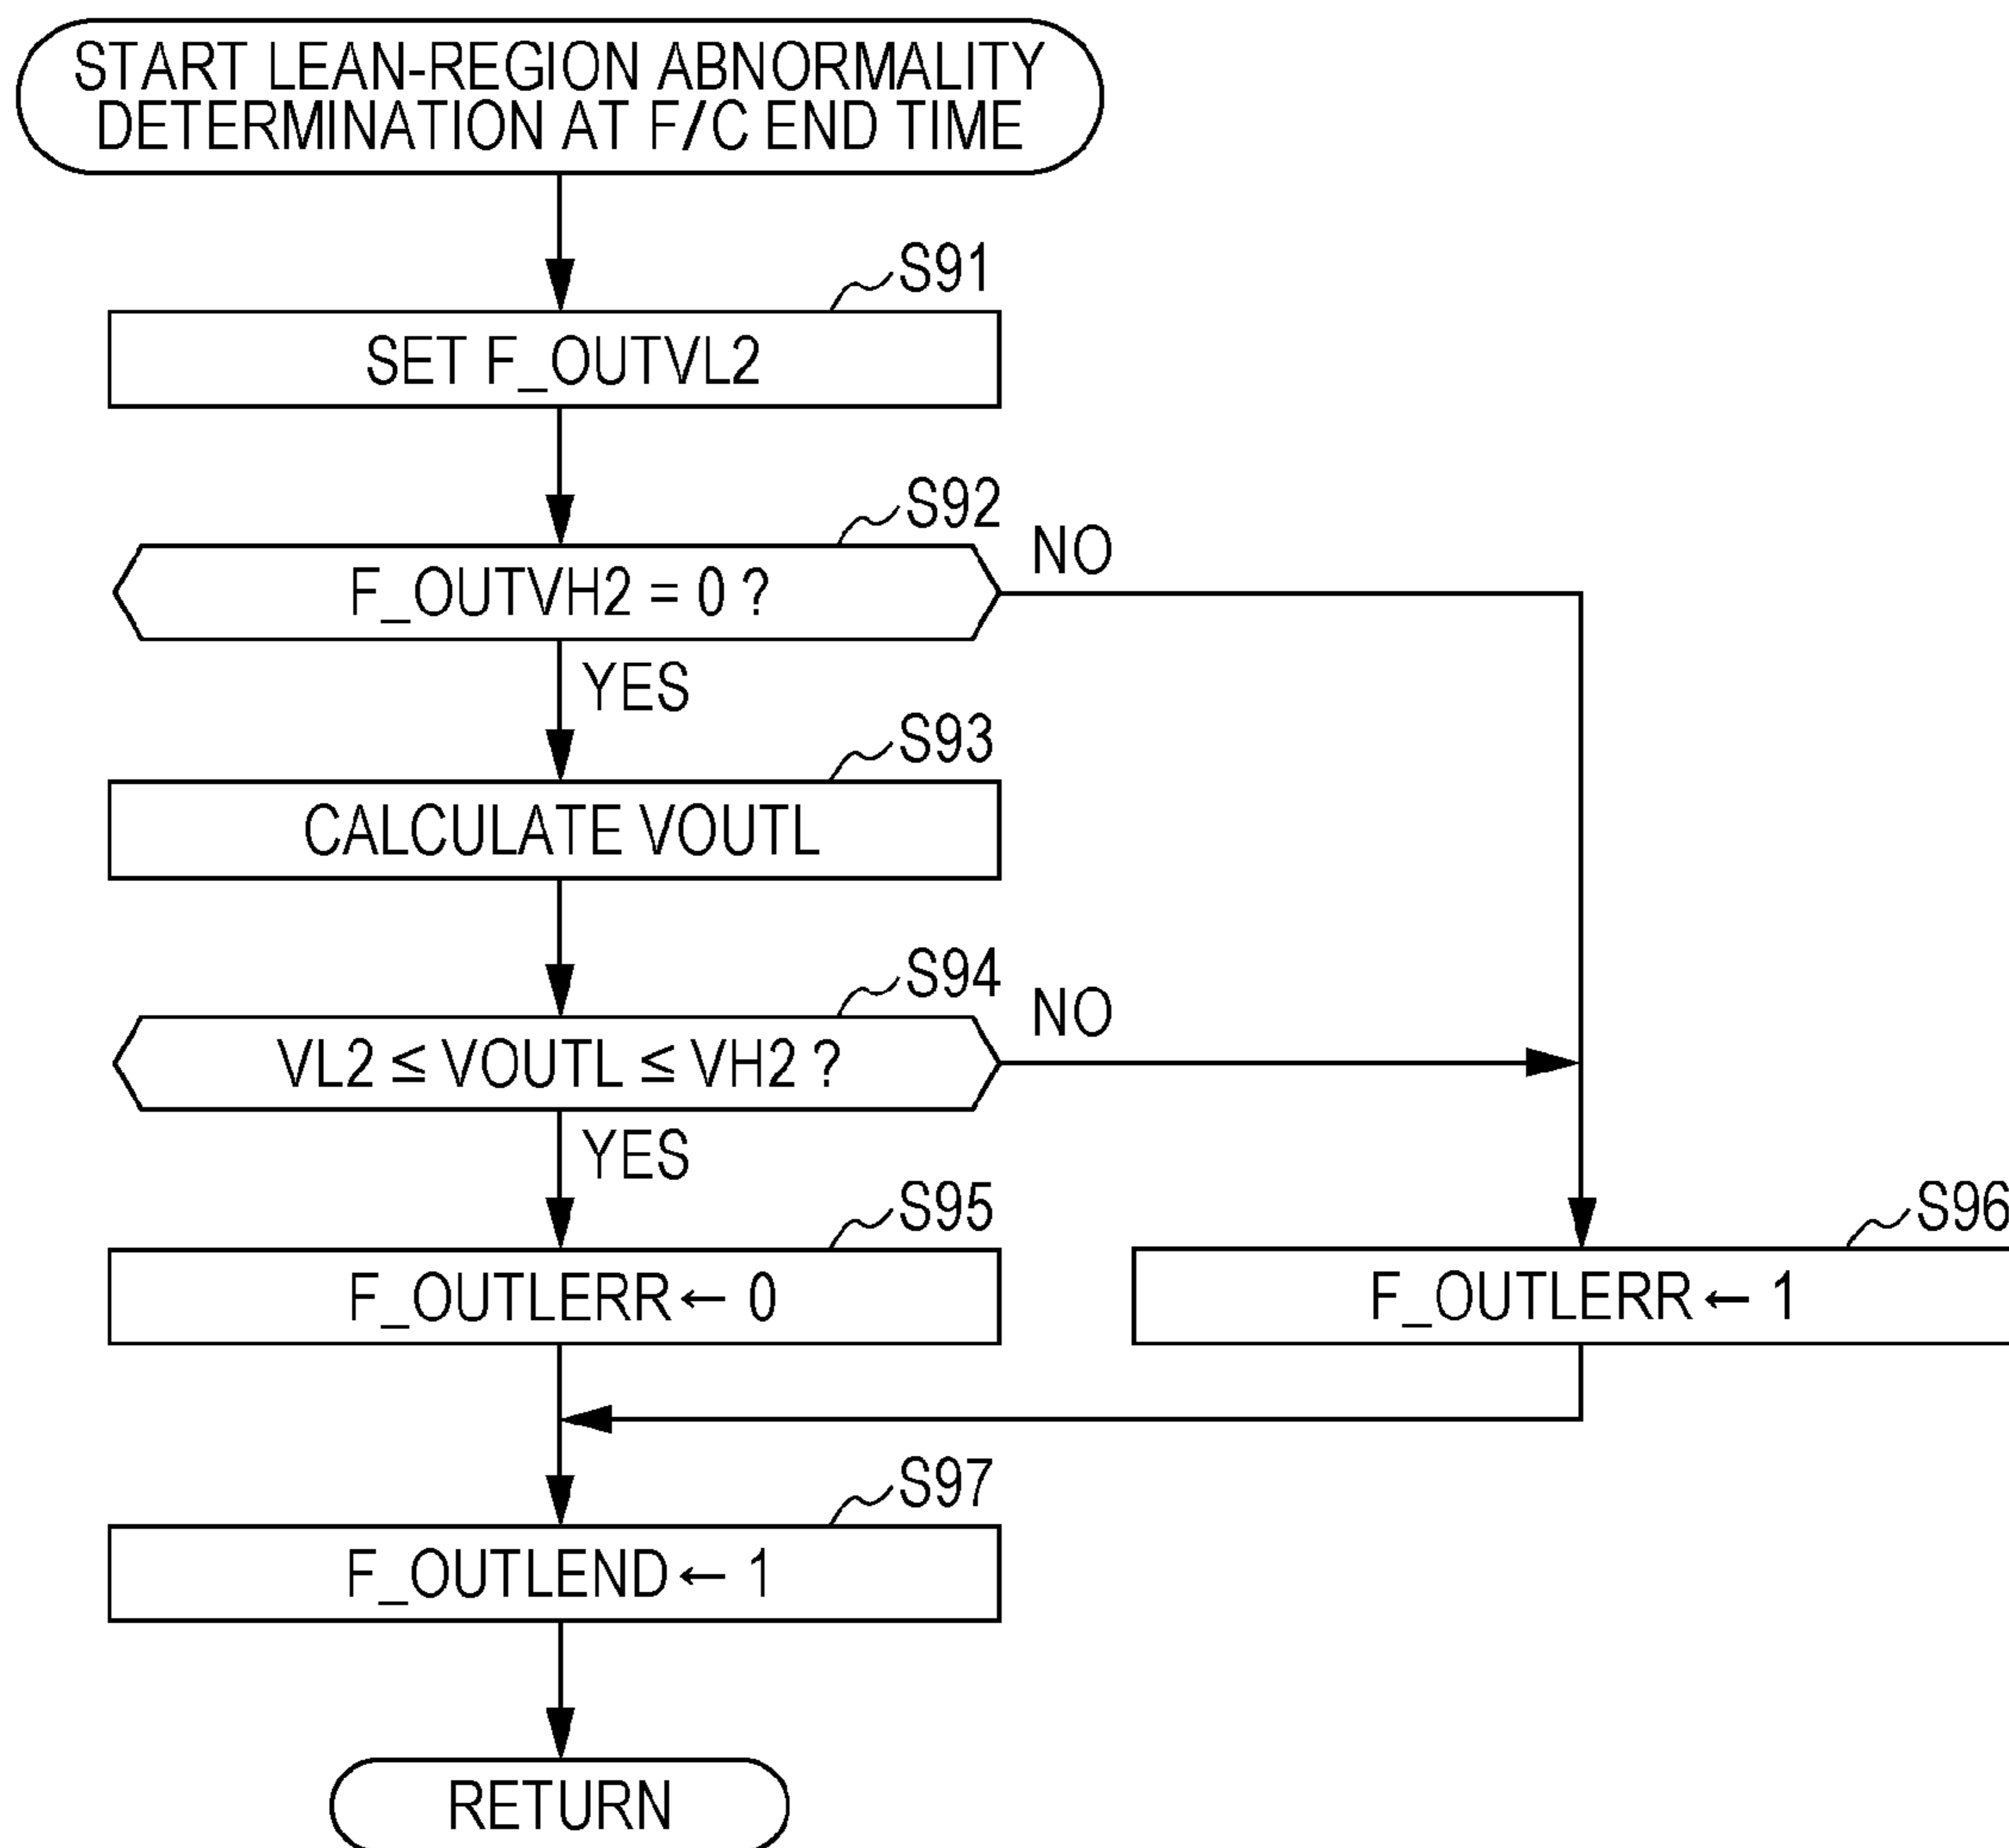 START LEAN-REGION ABNORMALITY
DETERMINATION AT F/C END TIME
S91
SET F_OUTVL2
S92
F_OUTVH2 = 0 ?
NO
YES
S93
CALCULATE VOUTL
S94
VL2 ≤ VOUTL ≤ VH2 ?
NO
YES
S95
F_OUTLERR ← 0
S96
F_OUTLERR ← 1
S97
F_OUTLEND ← 1
RETURN